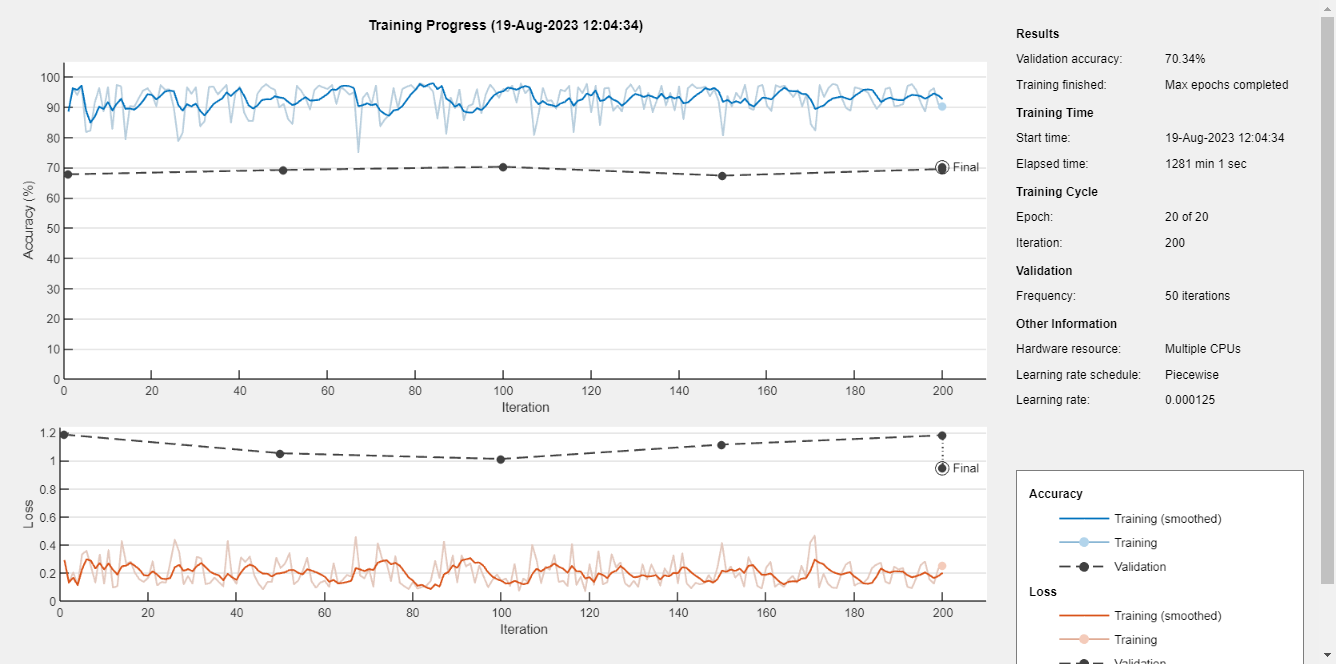 Training Progress (19-Aug-2023 12:04:34)
100
90
80
70
60
50
40
30
20
10
0
Accuracy (%)
Final
0 20 40 60 80 100 120 140 160 180 200
Iteration
1.2
1
0.8
0.6
0.4
0.2
0
Loss
Final
0 20 40 60 80 100 120 140 160 180 200
Iteration
Results
Validation accuracy: 70.34%
Training finished: Max epochs completed
Training Time
Start time: 19-Aug-2023 12:04:34
Elapsed time: 1281 min 1 sec
Training Cycle
Epoch: 20 of 20
Iteration: 200
Validation
Frequency: 50 iterations
Other Information
Hardware resource: Multiple CPUs
Learning rate schedule: Piecewise
Learning rate: 0.000125
Accuracy
Training (smoothed)
Training
Validation
Loss
Training (smoothed)
Training
Validation